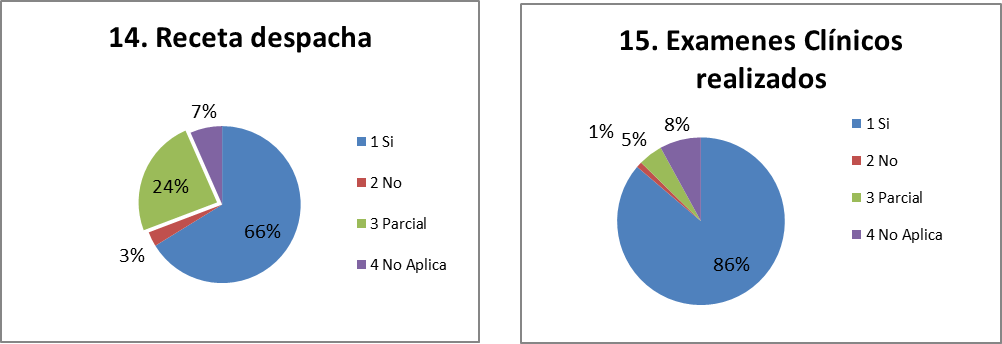 14. Receta despacha
7%
24%
66%
3%
1 Si
2 No
3 Parcial
4 No Aplica
15. Examenes Clínicos
realizados
1%
5%
8%
86%
1 Si
2 No
3 Parcial
4 No Aplica